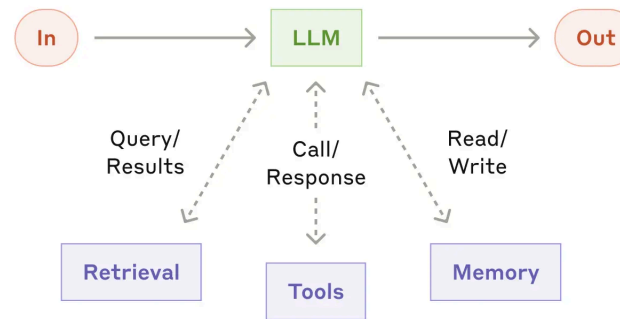 In
LLM
Out
Query/
Results
Call/
Response
Read/
Write
Retrieval
Tools
Memory